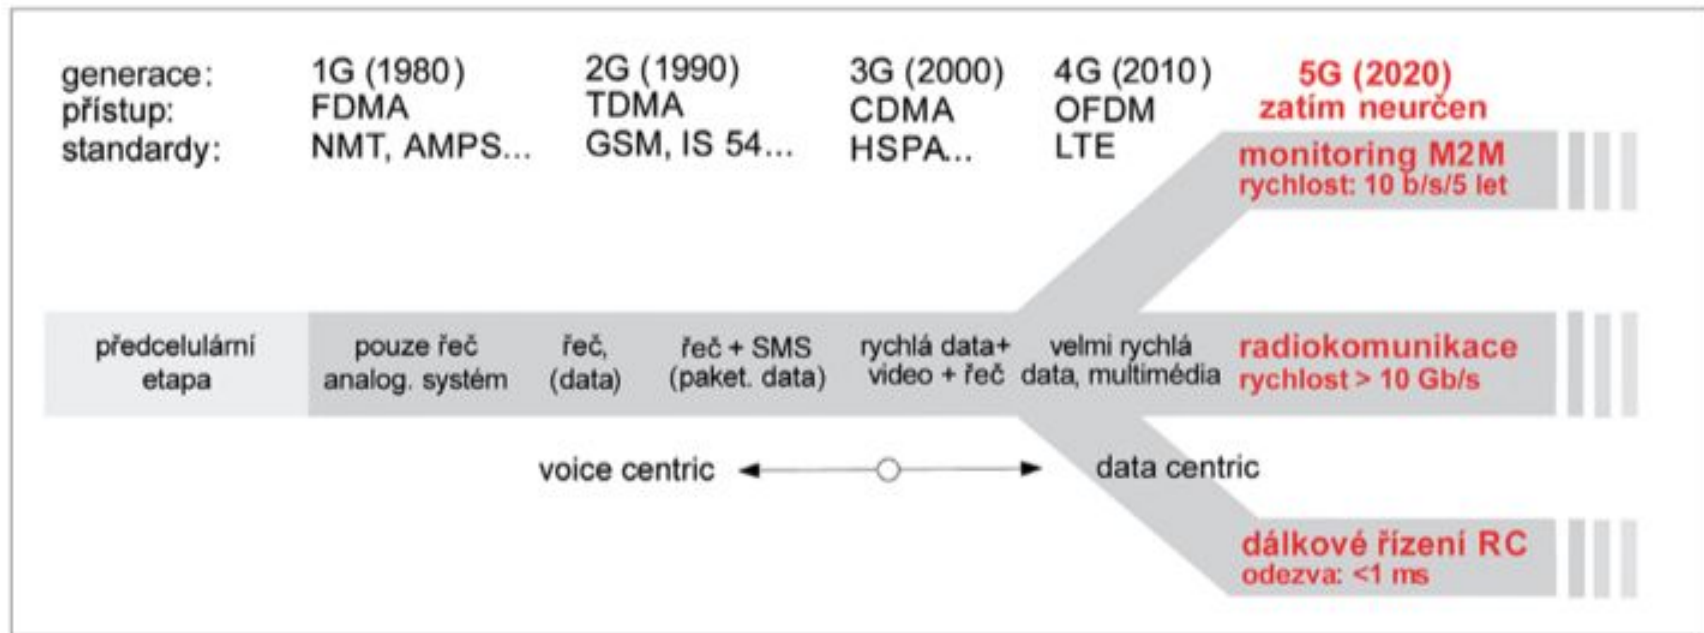 generace: 1G (1980) 2G (1990) 3G (2000) 4G (2010) 5G (2020)
přístup: FDMA TDMA CDMA OFDM zatím neurčen
standardy: NMT, AMPS... GSM, IS 54... HSPA... LTE
monitoring M2M
rychlost: 10 b/s/5 let
předcelulární
etapa
pouze řeč
analog. systém
řeč,
(data)
řeč + SMS
(paket. data)
rychlá data+
video + řeč
velmi rychlá
data, multimédia
radiokomunikace
rychlost > 10 Gb/s
voice centric
data centric
dálkové řízení RC
odezva: <1 ms